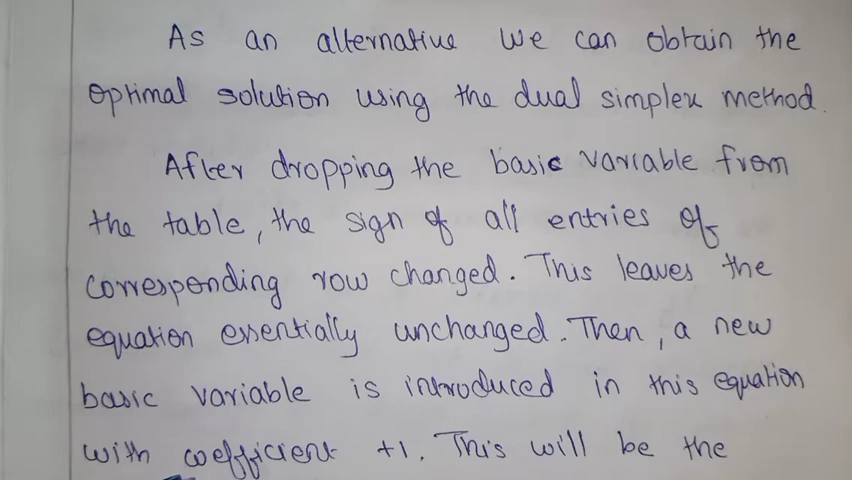 As an alternative we can obtain the
optimal solution using the dual simplex method.
After dropping the basic variable from
the table, the sign of all entries of
corresponding row changed. This leaves the
equation essentially unchanged. Then, a new
basic variable is introduced in this equation
with coefficient +1. This will be the